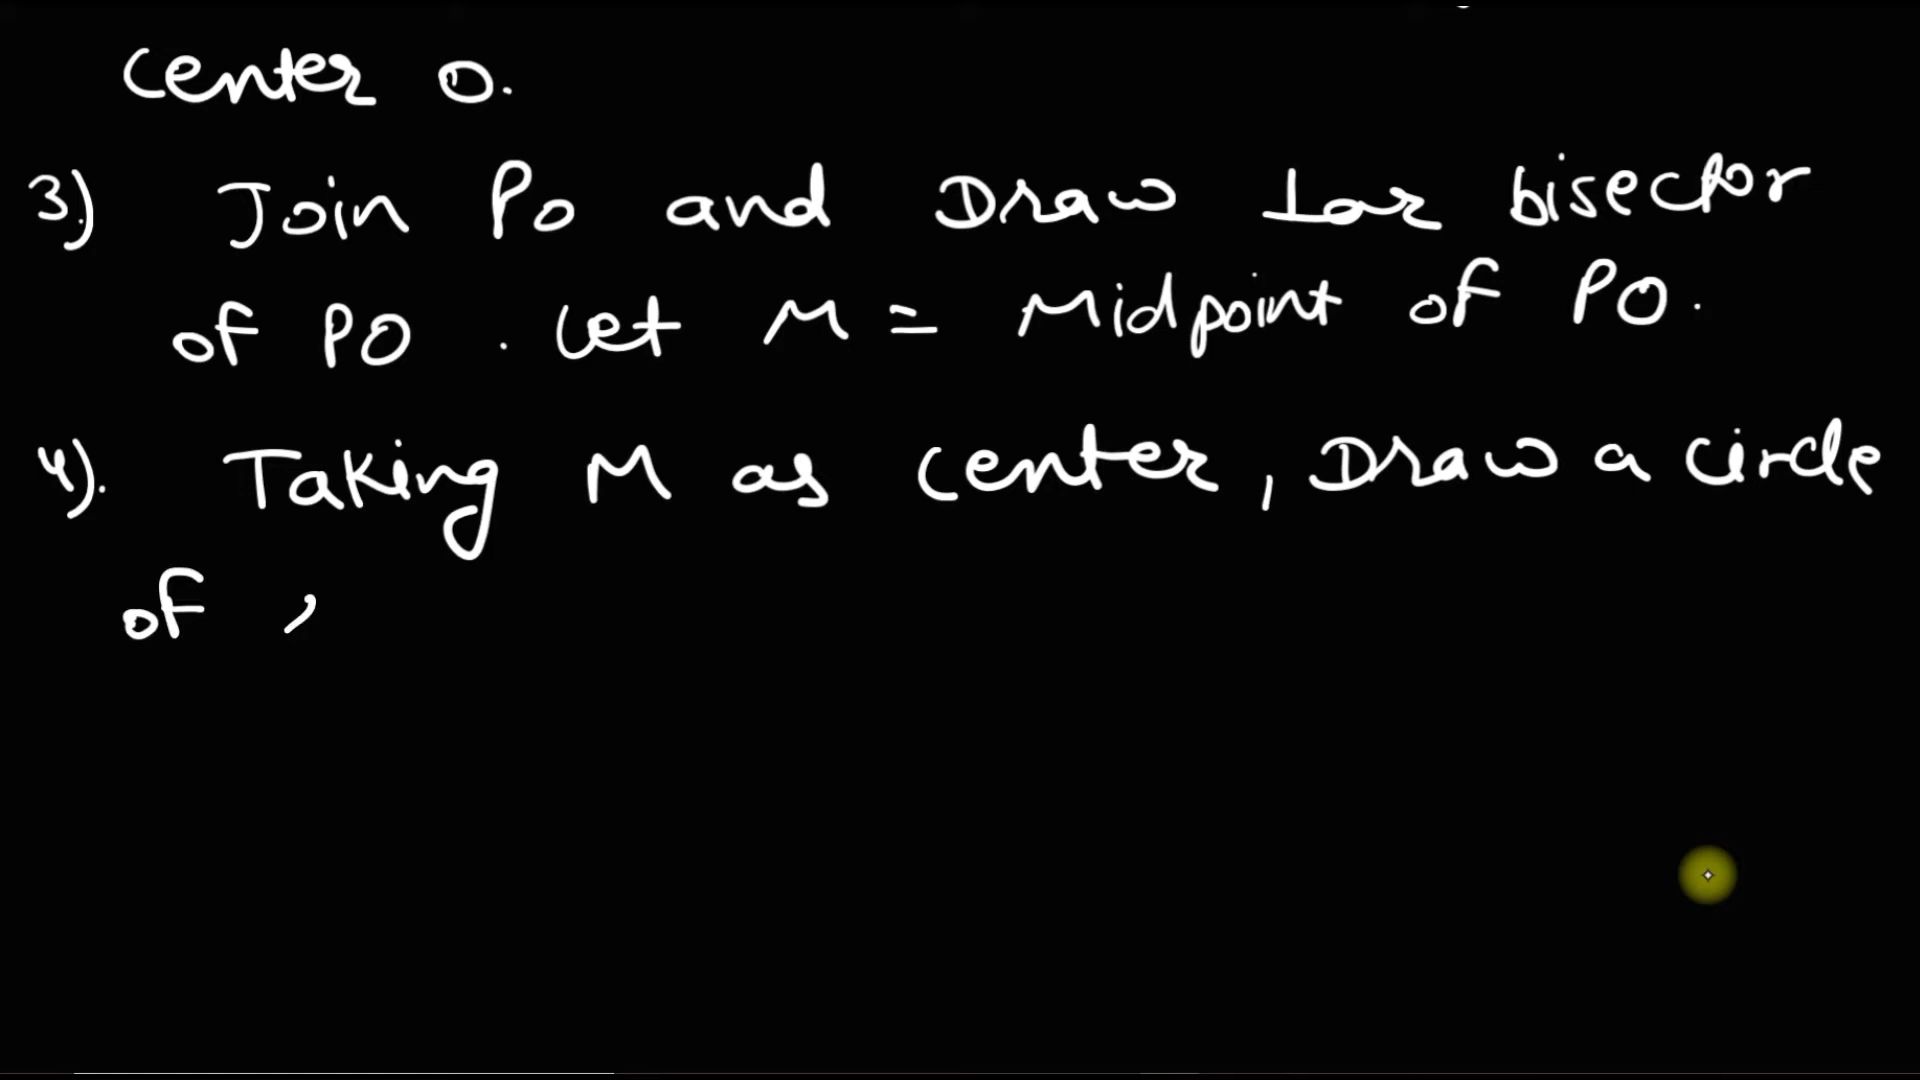 center O.
3) Join PO and Draw ⊥ar bisector
of PO. Let M = Midpoint of PO.
4). Taking M as center, Draw a circle
of